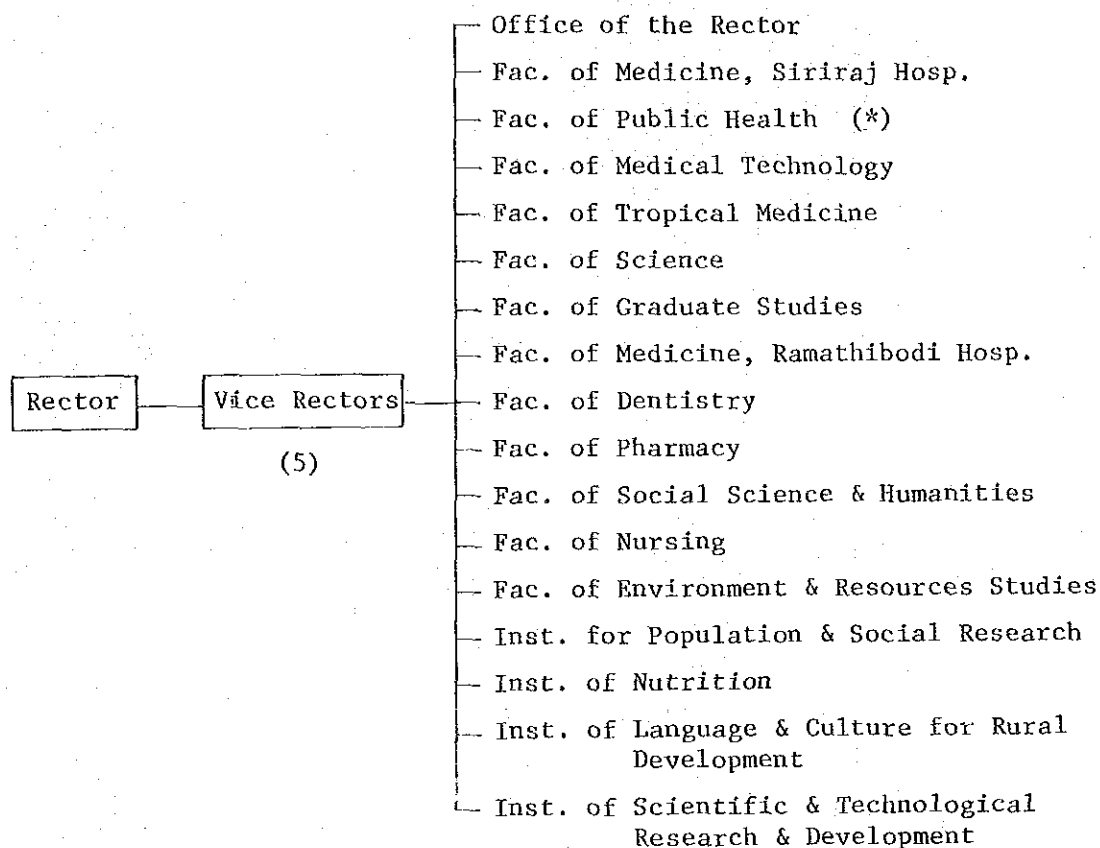 Office of the Rector
Fac. of Medicine, Siriraj Hosp.
Fac. of Public Health (*)
Fac. of Medical Technology
Fac. of Tropical Medicine
Fac. of Science
Fac. of Graduate Studies
Fac. of Medicine, Ramathibodi Hosp.
Rector
Vice Rectors
(5)
Fac. of Dentistry
Fac. of Pharmacy
Fac. of Social Science & Humanities
Fac. of Nursing
Fac. of Environment & Resources Studies
Inst. for Population & Social Research
Inst. of Nutrition
Inst. of Language & Culture for Rural
Development
Inst. of Scientific & Technological
Research & Development